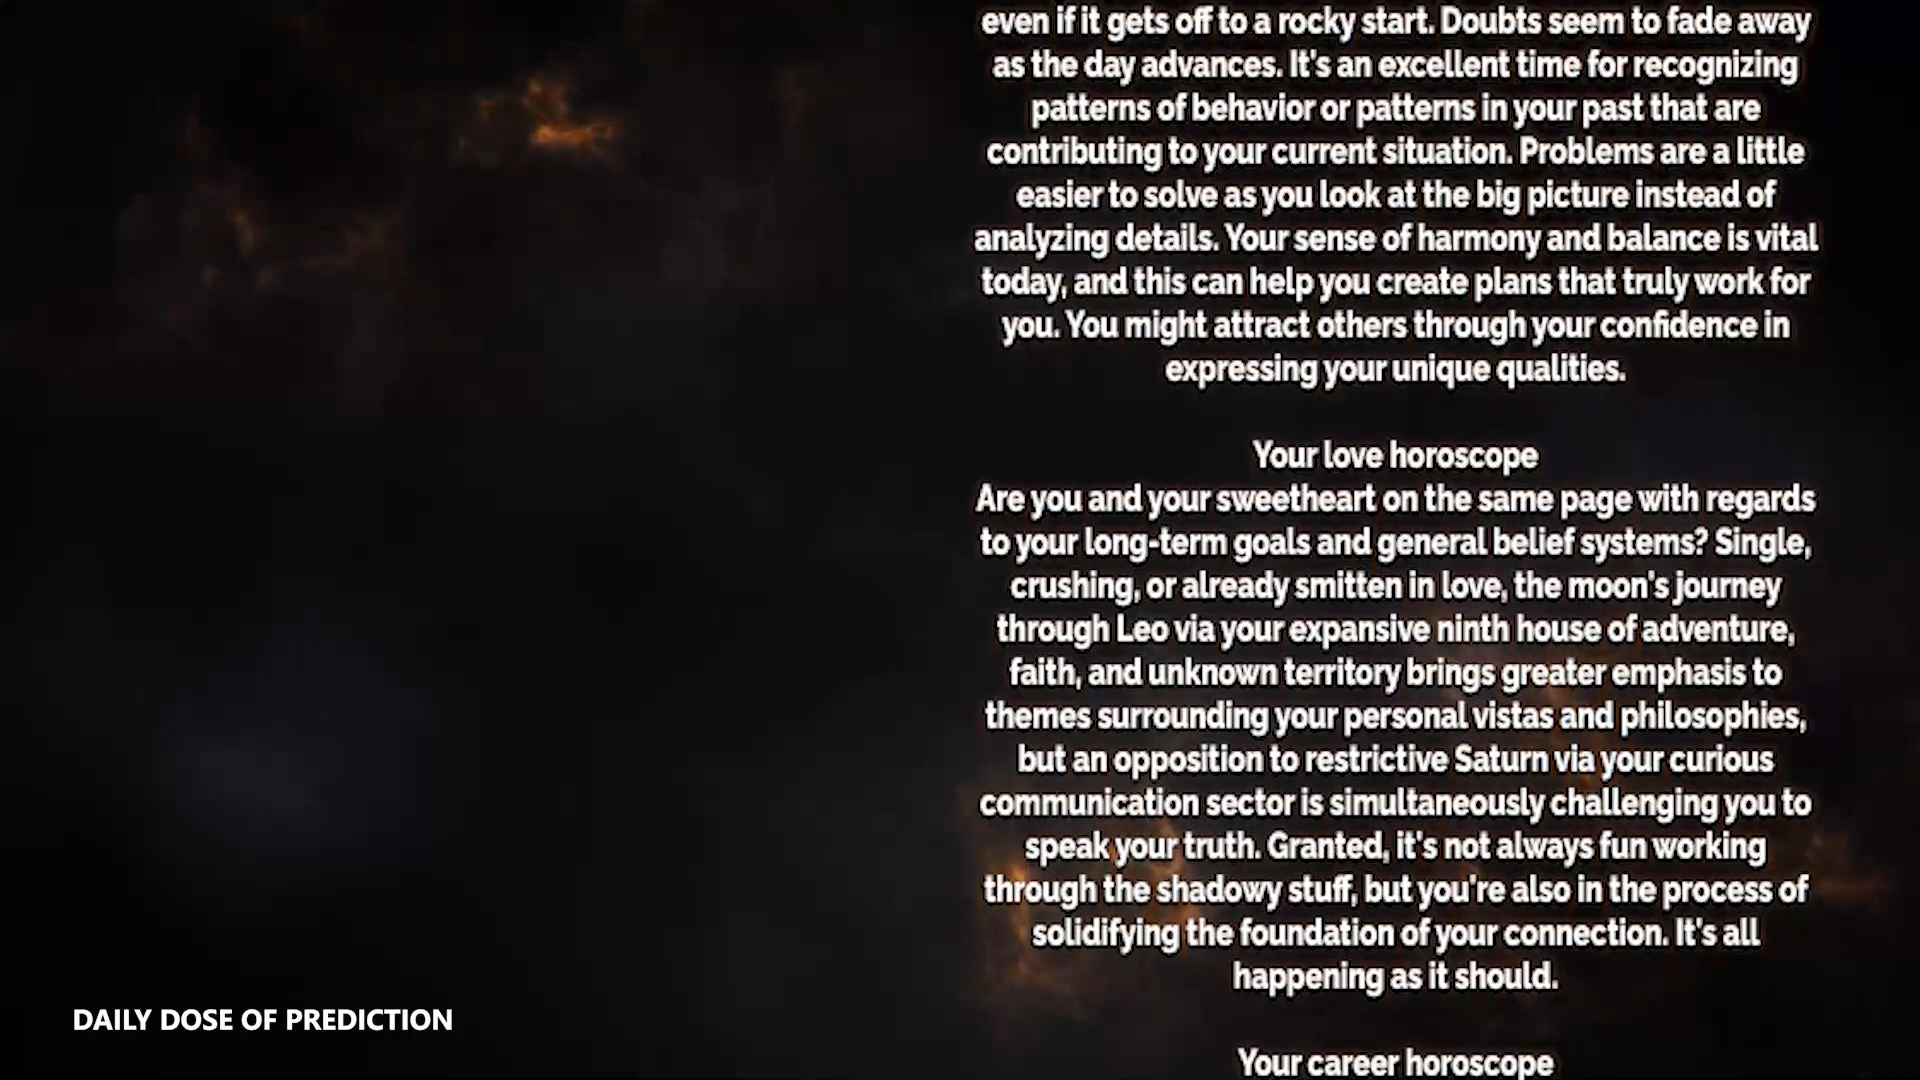 even if it gets off to a rocky start. Doubts seem to fade away
as the day advances. It's an excellent time for recognizing
patterns of behavior or patterns in your past that are
contributing to your current situation. Problems are a little
easier to solve as you look at the big picture instead of
analyzing details. Your sense of harmony and balance is vital
today, and this can help you create plans that truly work for
you. You might attract others through your confidence in
expressing your unique qualities.
Your love horoscope
Are you and your sweetheart on the same page with regards
to your long-term goals and general belief systems? Single,
crushing, or already smitten in love, the moon's journey
through Leo via your expansive ninth house of adventure,
faith, and unknown territory brings greater emphasis to
themes surrounding your personal vistas and philosophies,
but an opposition to restrictive Saturn via your curious
communication sector is simultaneously challenging you to
speak your truth. Granted, it's not always fun working
through the shadowy stuff, but you're also in the process of
solidifying the foundation of your connection. It's all
happening as it should.
Your career horoscope
DAILY DOSE OF PREDICTION